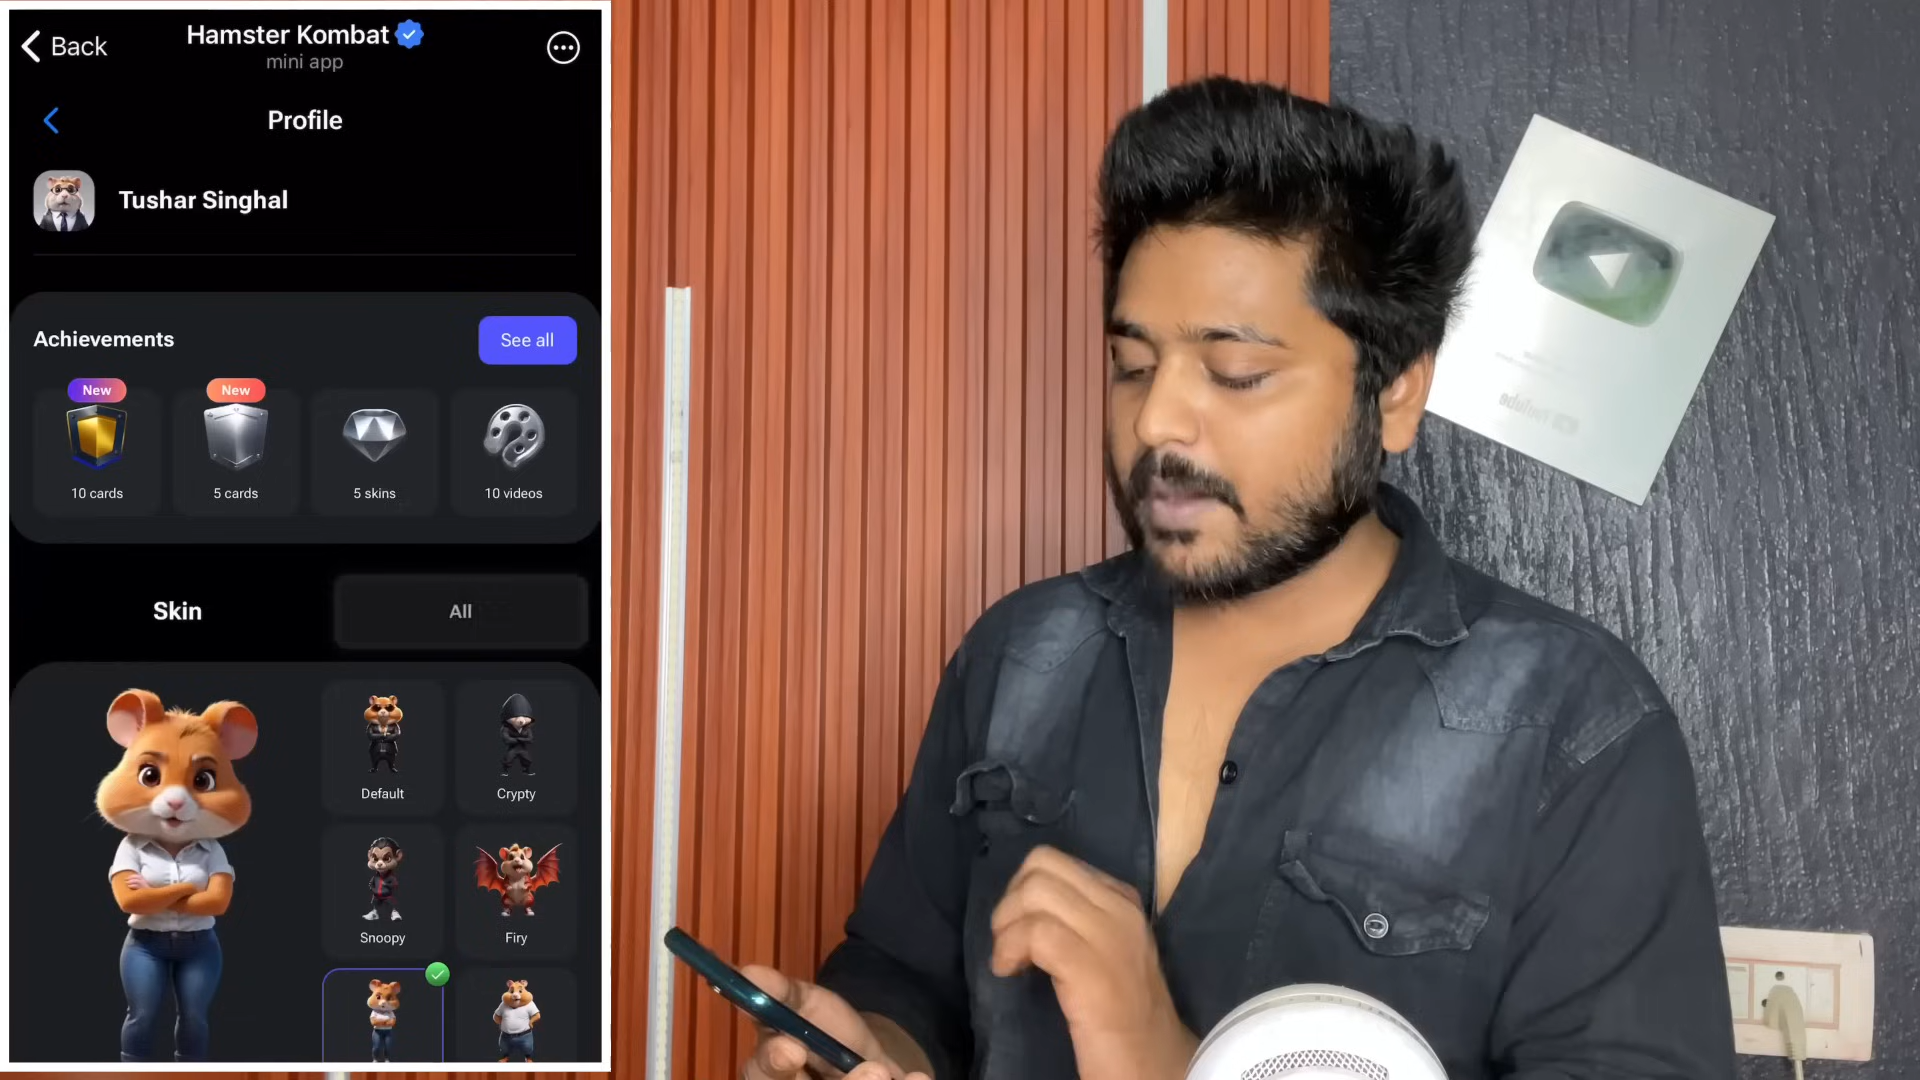 Back
Hamster Kombat
mini app
Profile
Tushar Singhal
Achievements
See all
New
New
10 cards
5 cards
5 skins
10 videos
Skin
All
Default
Crypty
Snoopy
Firy